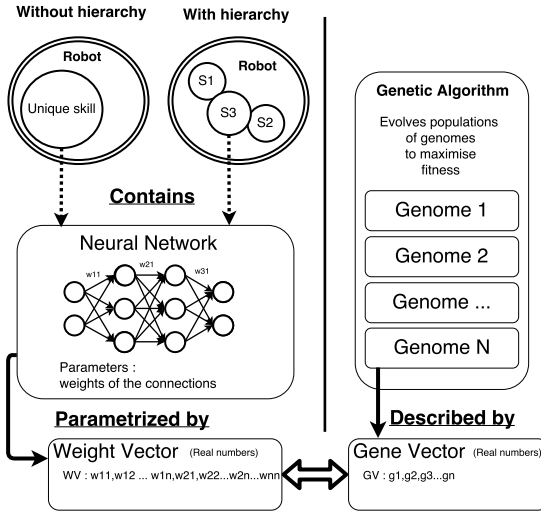 Without hierarchy
With hierarchy
Robot
Unique skill
Robot
S1
S3
S2
Genetic Algorithm
Evolves populations
of genomes
to maximise
fitness
Genome 1
Genome 2
Genome ...
Genome N
Contains
Neural Network
w11
w21
w31
Parameters :
weights of the connections
Parametrized by
Described by
Weight Vector (Real numbers)
WV : w11,w12 ... w1n,w21,w22...w2n...wnn
Gene Vector (Real numbers)
GV : g1,g2,g3...gn